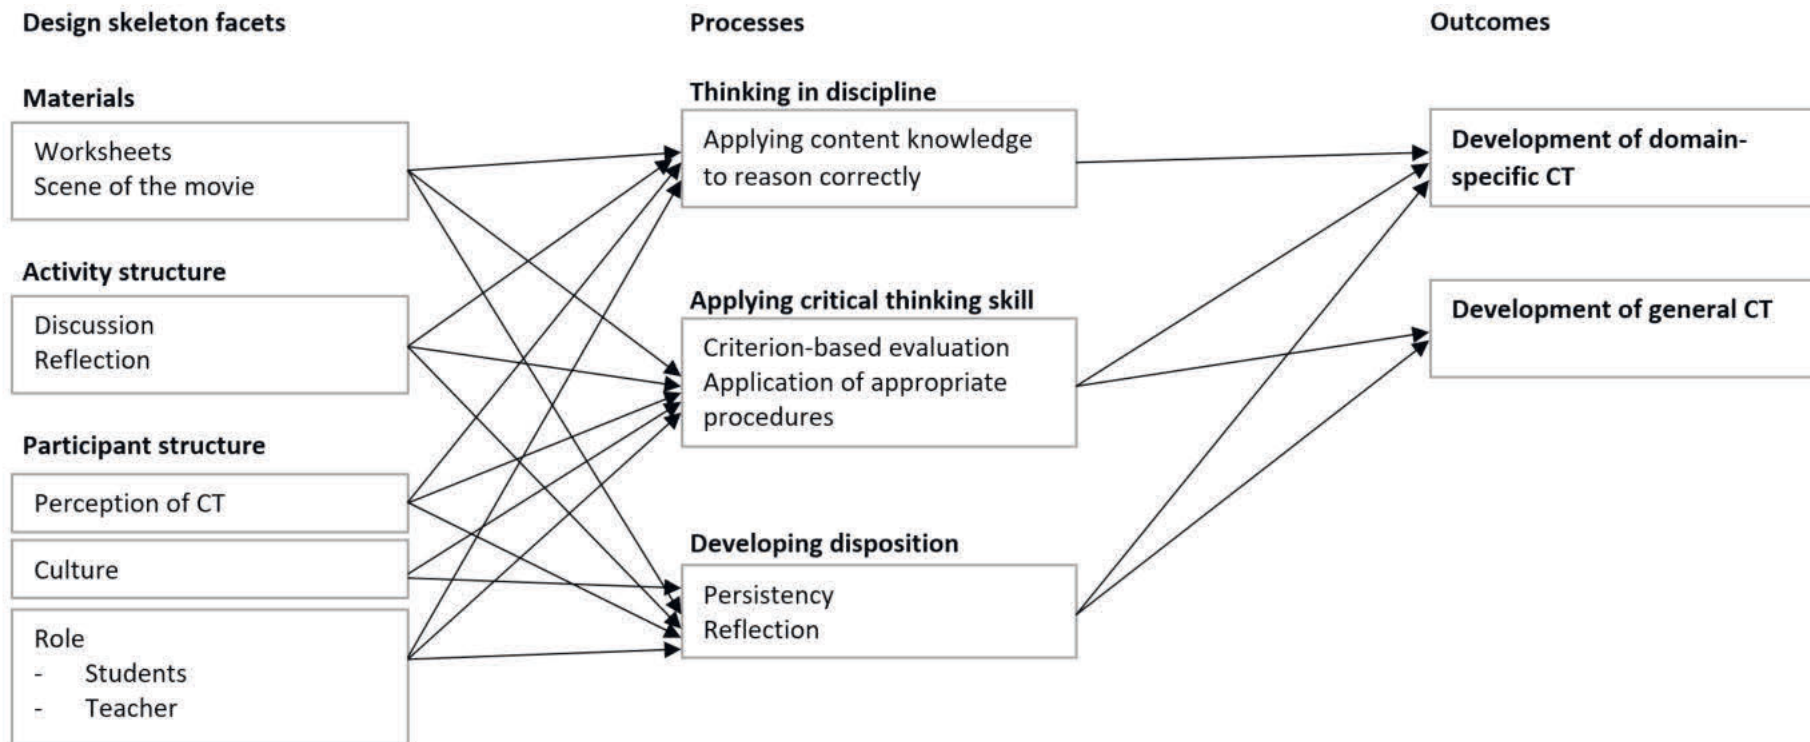 Design skeleton facets
Materials
Worksheets
Scene of the movie
Activity structure
Discussion
Reflection
Participant structure
Perception of CT
Culture
Role
- Students
- Teacher
Processes
Thinking in discipline
Applying content knowledge
to reason correctly
Applying critical thinking skill
Criterion-based evaluation
Application of appropriate
procedures
Developing disposition
Persistency
Reflection
Outcomes
Development of domain-
specific CT
Development of general CT